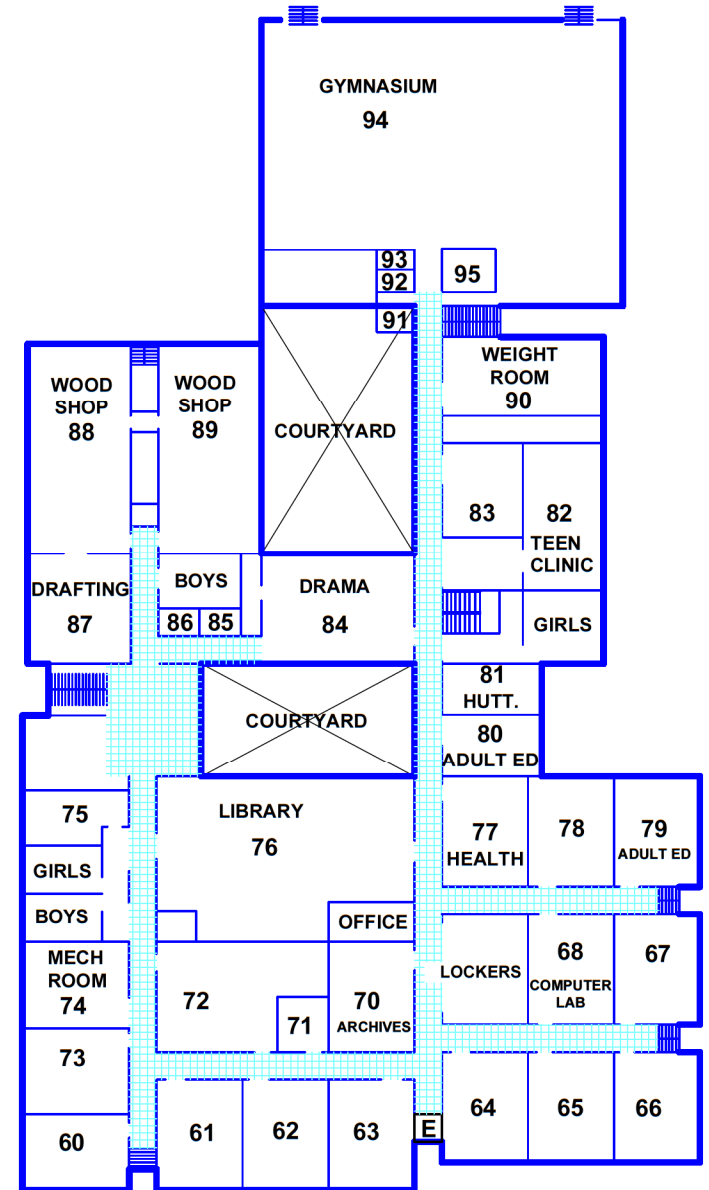 GYMNASIUM
94
93
92
95
91
WEIGHT
ROOM
90
WOOD
SHOP
88
WOOD
SHOP
89
COURTYARD
83
82
TEEN
CLINIC
DRAFTING
87
BOYS
86
85
DRAMA
84
GIRLS
81
HUTT.
COURTYARD
80
ADULT ED
75
LIBRARY
76
77
HEALTH
78
79
ADULT ED
GIRLS
BOYS
OFFICE
MECH
ROOM
74
72
71
70
ARCHIVES
LOCKERS
68
COMPUTER
LAB
67
73
60
61
62
63
E
64
65
66